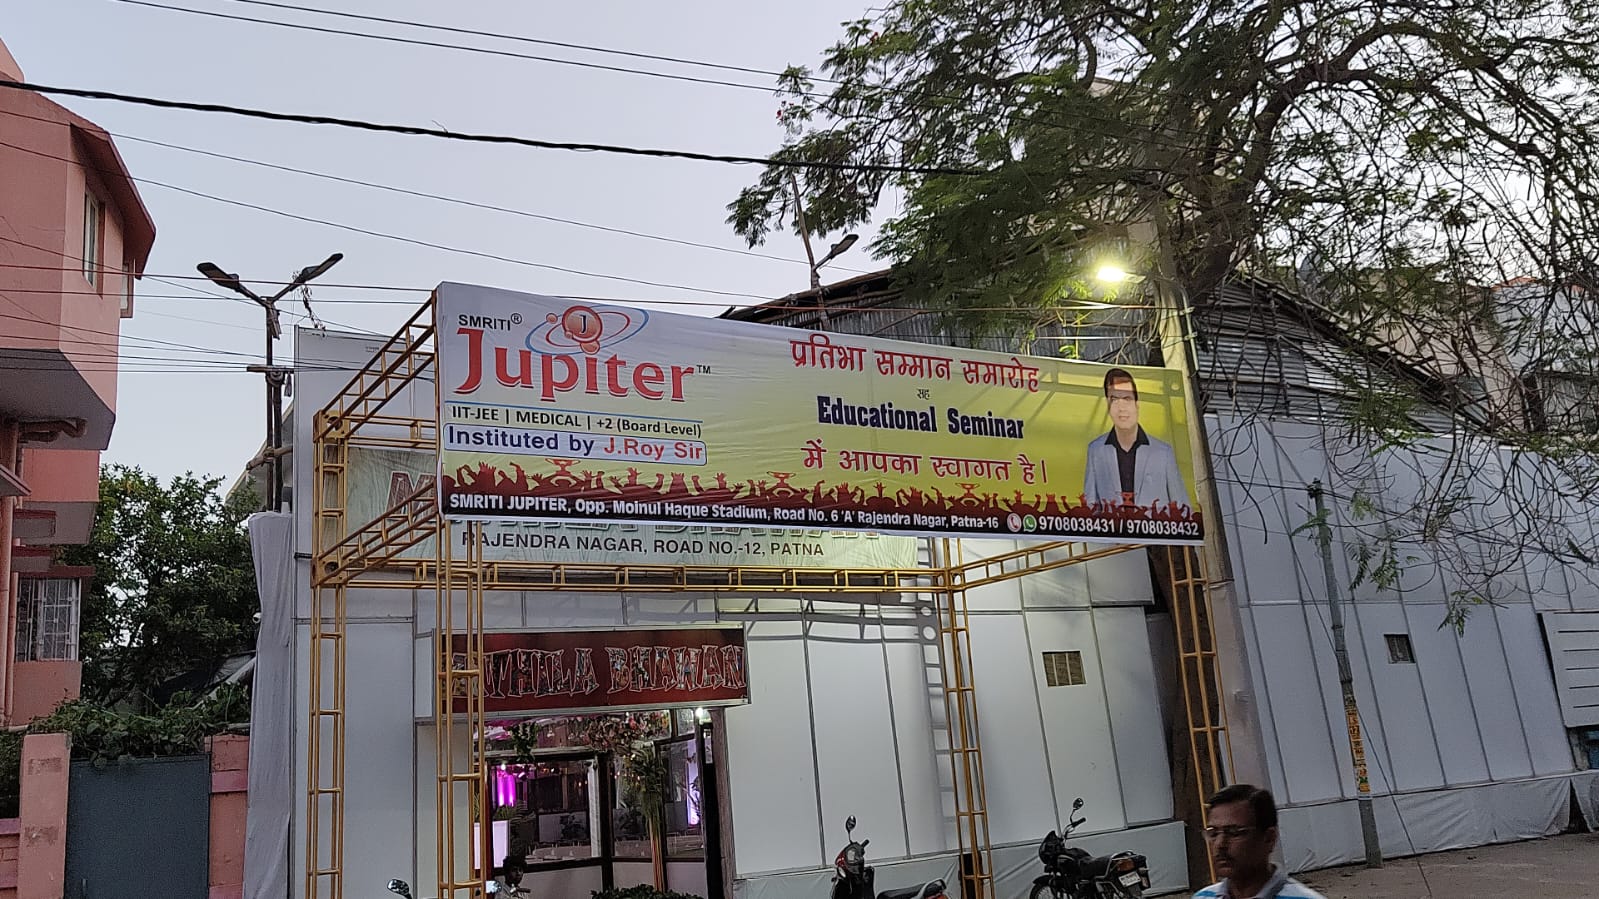 SMRITI®
Jupiter™
IIT-JEE | MEDICAL | +2 (Board Level)
Instituted by J.Roy Sir
प्रतिभा सम्मान समारोह
सह
Educational Seminar
में आपका स्वागत है।
SMRITI JUPITER, Opp. Moinul Haque Stadium, Road No. 6 'A' Rajendra Nagar, Patna-16 9708038431 / 9708038432
RAJENDRA NAGAR, ROAD NO.-12, PATNA
MITHILA BHAWAN